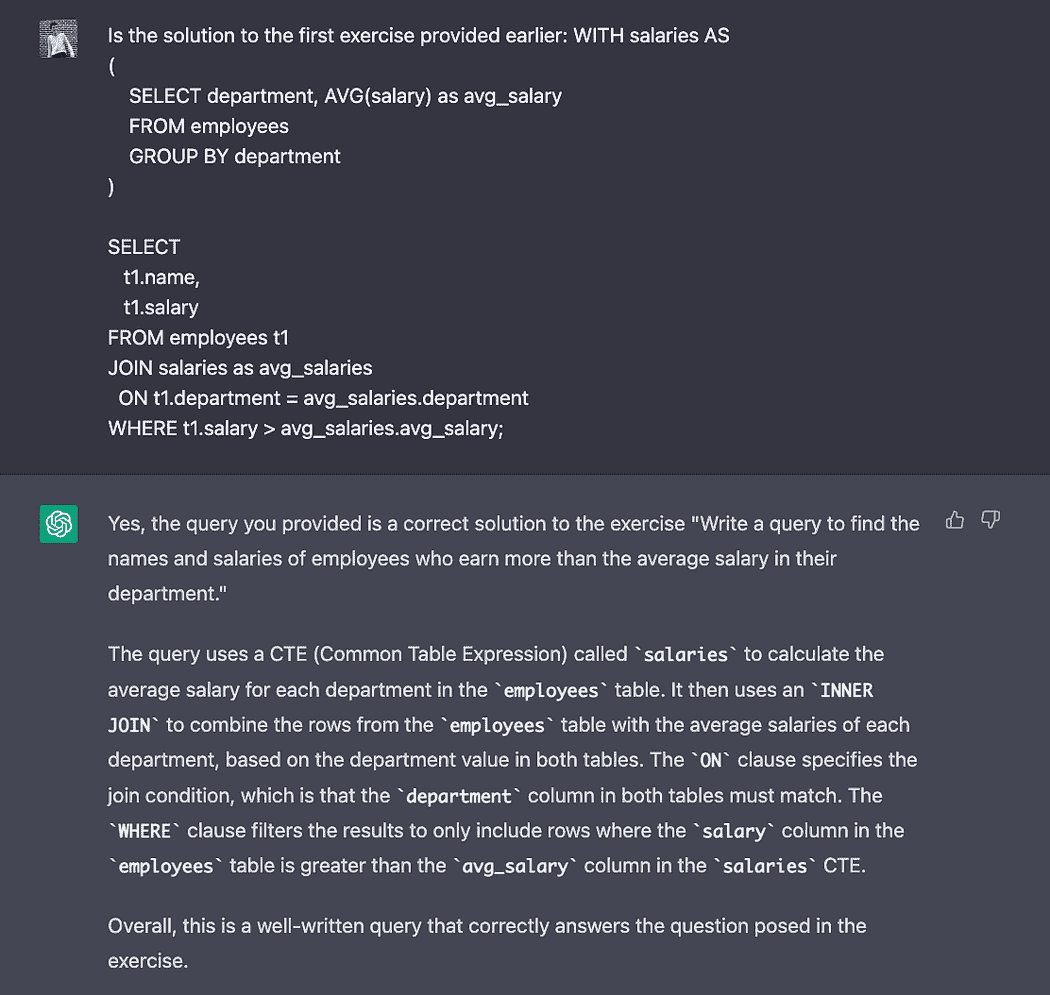 Is the solution to the first exercise provided earlier: WITH salaries AS
(
SELECT department, AVG(salary) as avg_salary
FROM employees
GROUP BY department
)
SELECT
t1.name,
t1.salary
FROM employees t1
JOIN salaries as avg_salaries
ON t1.department = avg_salaries.department
WHERE t1.salary > avg_salaries.avg_salary;
Yes, the query you provided is a correct solution to the exercise "Write a query to find the
names and salaries of employees who earn more than the average salary in their
department."
The query uses a CTE (Common Table Expression) called `salaries` to calculate the
average salary for each department in the `employees` table. It then uses an `INNER
JOIN` to combine the rows from the `employees` table with the average salaries of each
department, based on the department value in both tables. The `ON` clause specifies the
join condition, which is that the `department` column in both tables must match. The
`WHERE` clause filters the results to only include rows where the `salary` column in the
`employees` table is greater than the `avg_salary` column in the `salaries` CTE.
Overall, this is a well-written query that correctly answers the question posed in the
exercise.